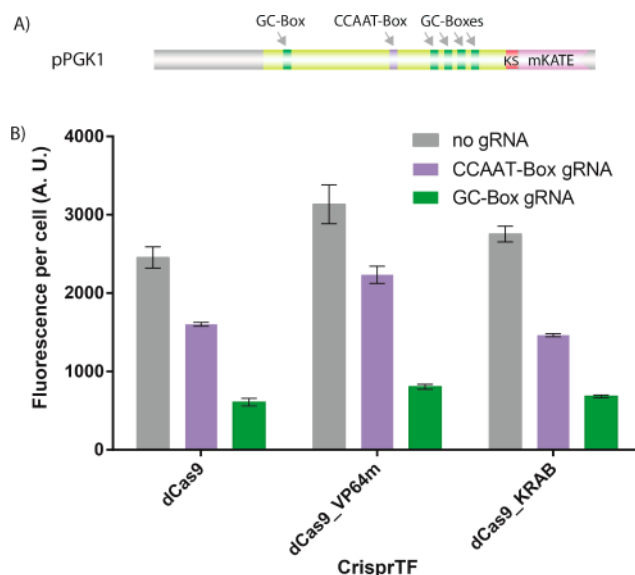 A)
GC-Box CCAAT-Box GC-Boxes
pPGK1 KS mKATE
B)
4000
3000
2000
1000
0
Fluorescence per cell (A. U.)
no gRNA
CCAAT-Box gRNA
GC-Box gRNA
dCas9
dCas9_VP64m
dCas9_KRAB
CrisprTF